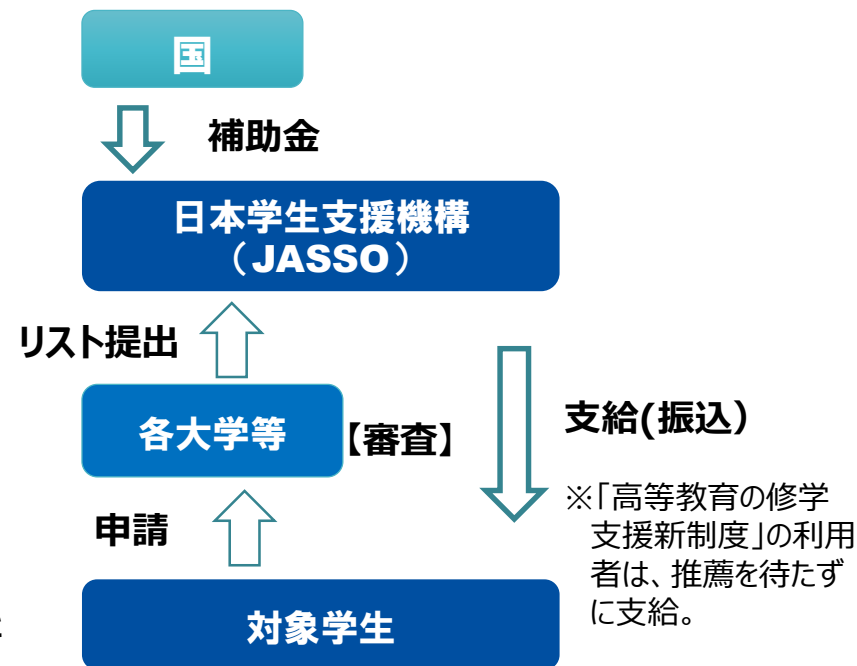 国
補助金
日本学生支援機構
（JASSO）
リスト提出
各大学等
【審査】
支給(振込）
※「高等教育の修学
支援新制度」の利用
者は、推薦を待たず
に支給。
申請
対象学生